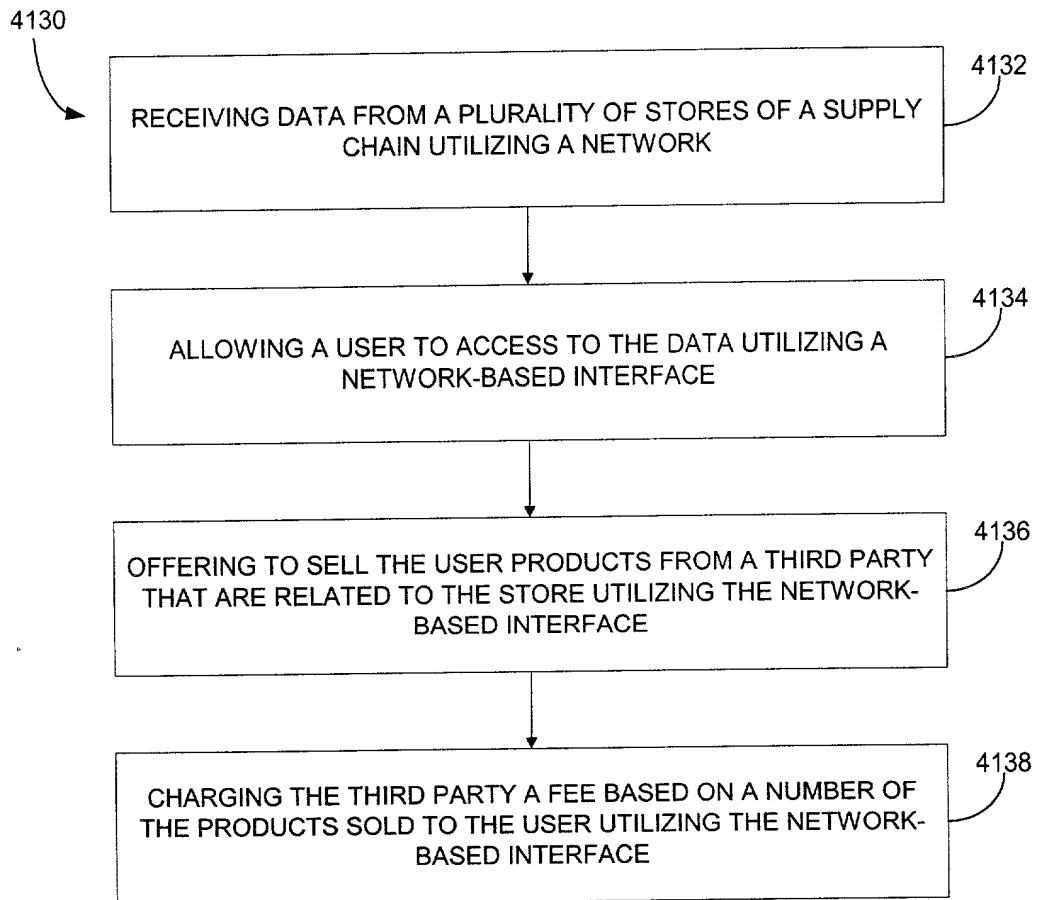 4130
4132
RECEIVING DATA FROM A PLURALITY OF STORES OF A SUPPLY
CHAIN UTILIZING A NETWORK
4134
ALLOWING A USER TO ACCESS TO THE DATA UTILIZING A
NETWORK-BASED INTERFACE
4136
OFFERING TO SELL THE USER PRODUCTS FROM A THIRD PARTY
THAT ARE RELATED TO THE STORE UTILIZING THE NETWORK-
BASED INTERFACE
4138
CHARGING THE THIRD PARTY A FEE BASED ON A NUMBER OF
THE PRODUCTS SOLD TO THE USER UTILIZING THE NETWORK-
BASED INTERFACE